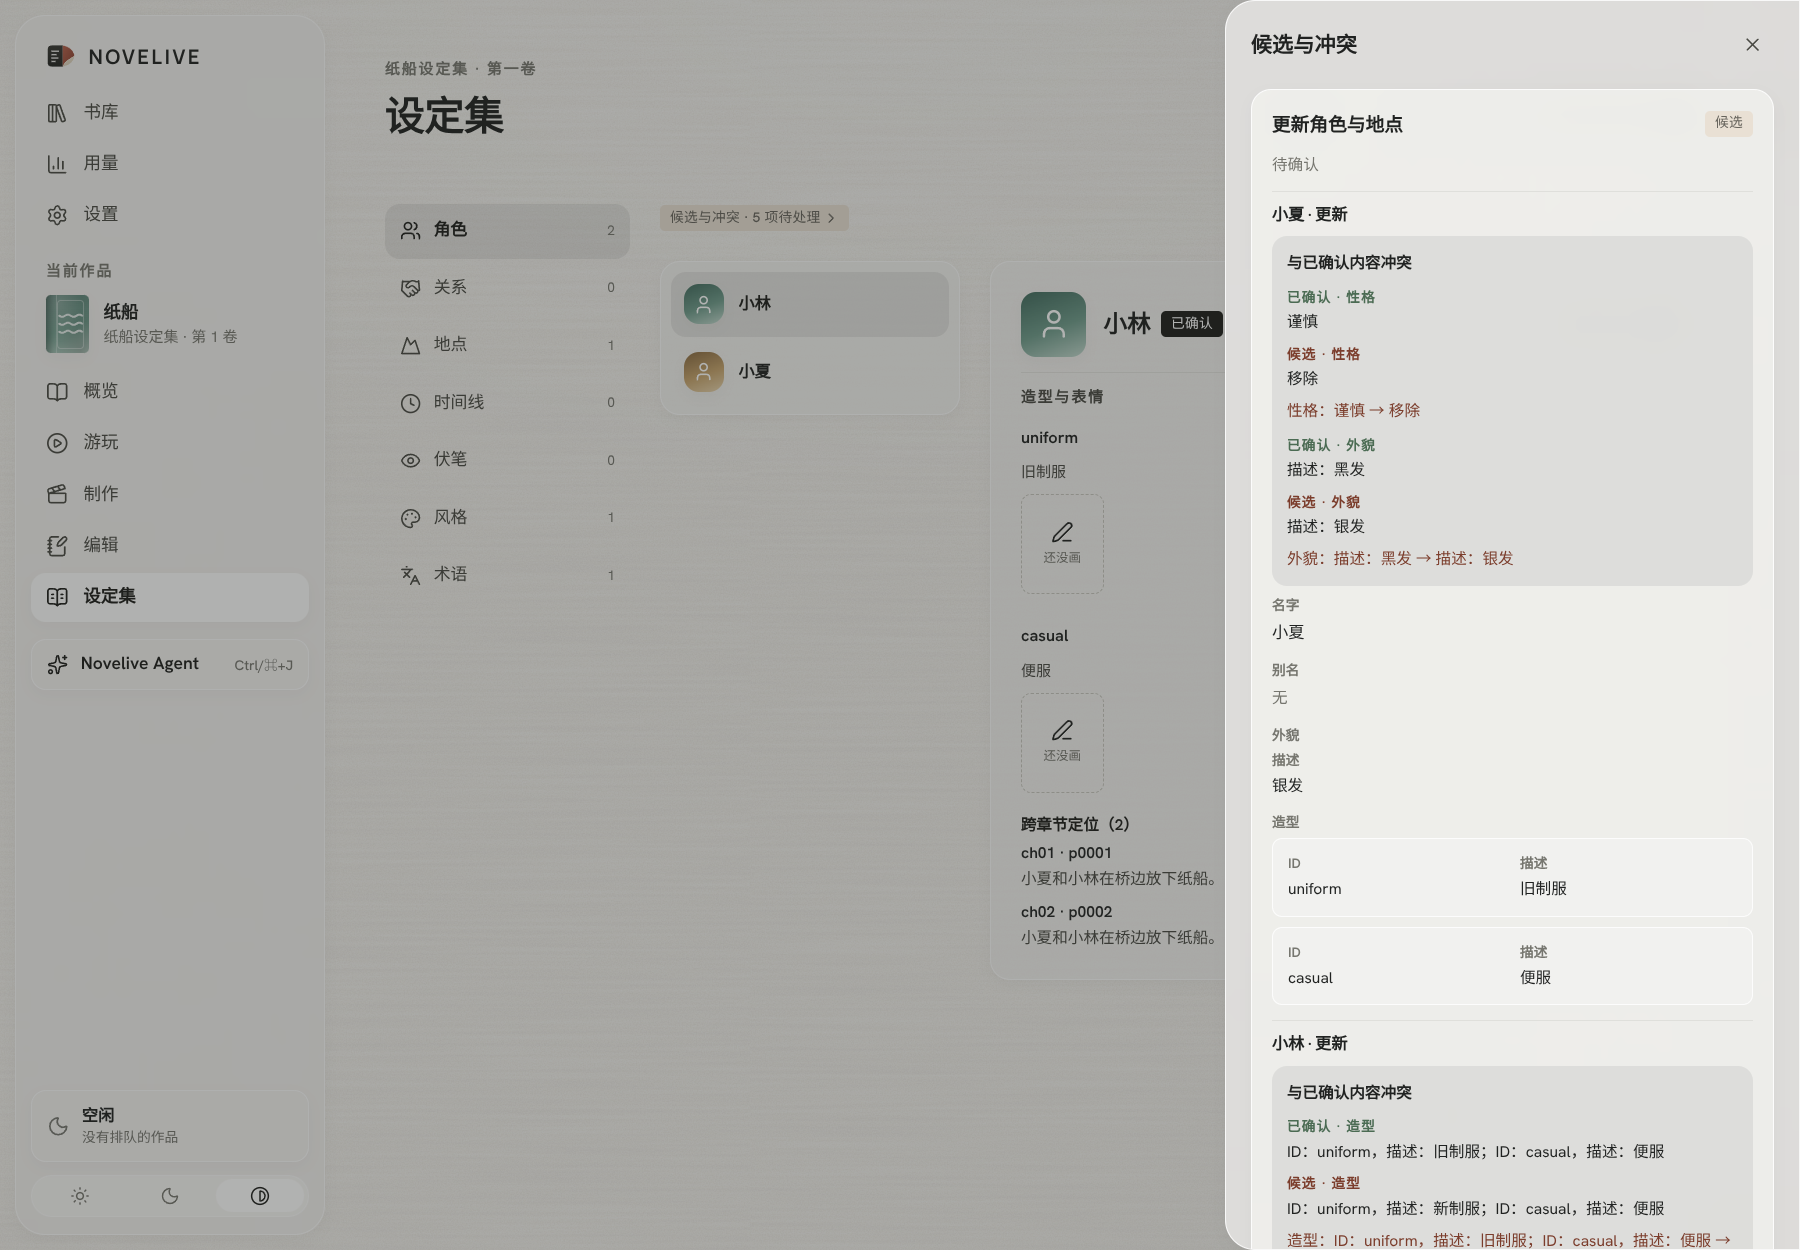 NOVELIVE
书库
用量
设置
当前作品
纸船
纸船设定集 · 第 1 卷
概览
游玩
制作
编辑
设定集
Novelive Agent Ctrl/⌘+J
空闲
没有排队的作品
纸船设定集 · 第一卷
设定集
角色 2
关系 0
地点 1
时间线 0
伏笔 0
风格 1
术语 1
候选与冲突 · 5 项待处理
小林
小夏
小林 已确认
造型与表情
uniform
旧制服
还没画
casual
便服
还没画
跨章节定位（2）
ch01 · p0001
小夏和小林在桥边放下纸船。
ch02 · p0002
小夏和小林在桥边放下纸船。
候选与冲突
更新角色与地点 候选
待确认
小夏 · 更新
与已确认内容冲突
已确认 · 性格
谨慎
候选 · 性格
移除
性格：谨慎 → 移除
已确认 · 外貌
描述：黑发
候选 · 外貌
描述：银发
外貌：描述：黑发 → 描述：银发
名字
小夏
别名
无
外貌
描述
银发
造型
ID 描述
uniform 旧制服
ID 描述
casual 便服
小林 · 更新
与已确认内容冲突
已确认 · 造型
ID：uniform，描述：旧制服；ID：casual，描述：便服
候选 · 造型
ID：uniform，描述：新制服；ID：casual，描述：便服
造型：ID：uniform，描述：旧制服；ID：casual，描述：便服 →